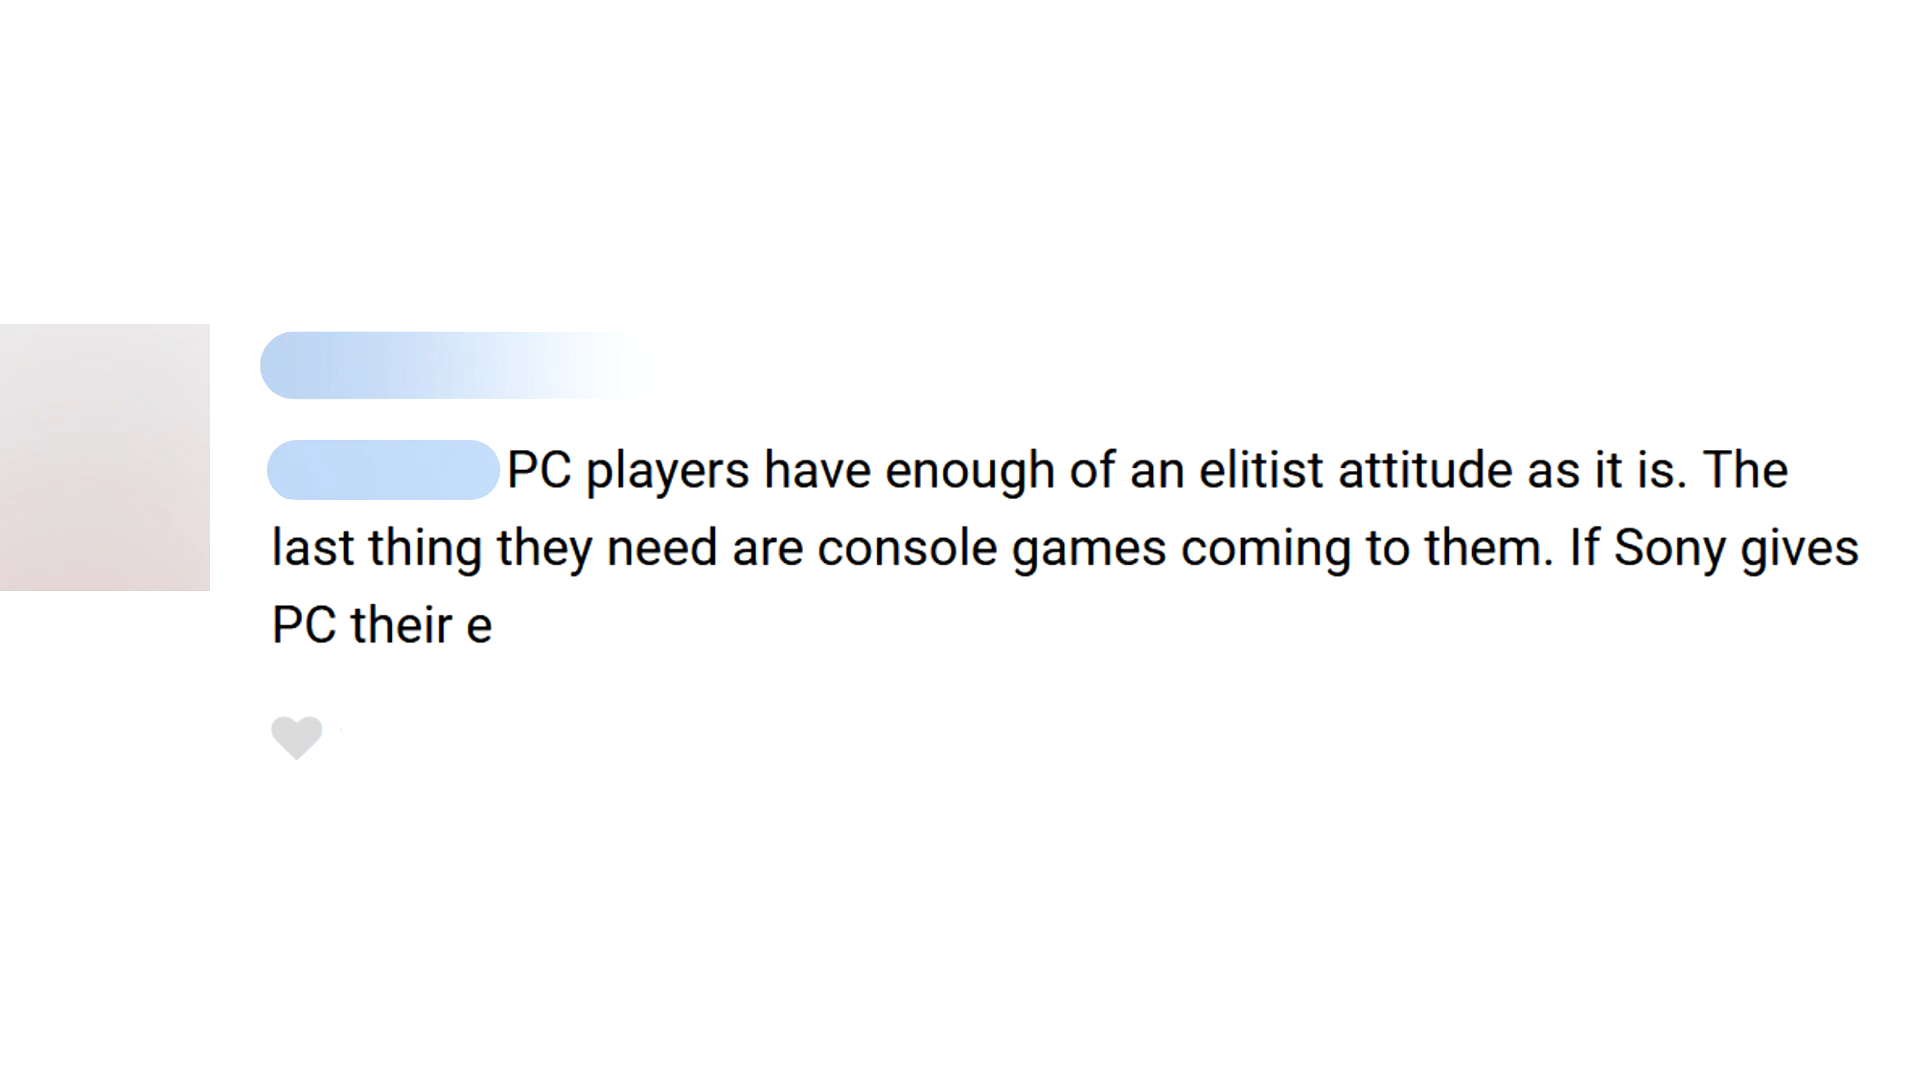 PC players have enough of an elitist attitude as it is. The
last thing they need are console games coming to them. If Sony gives
PC their e